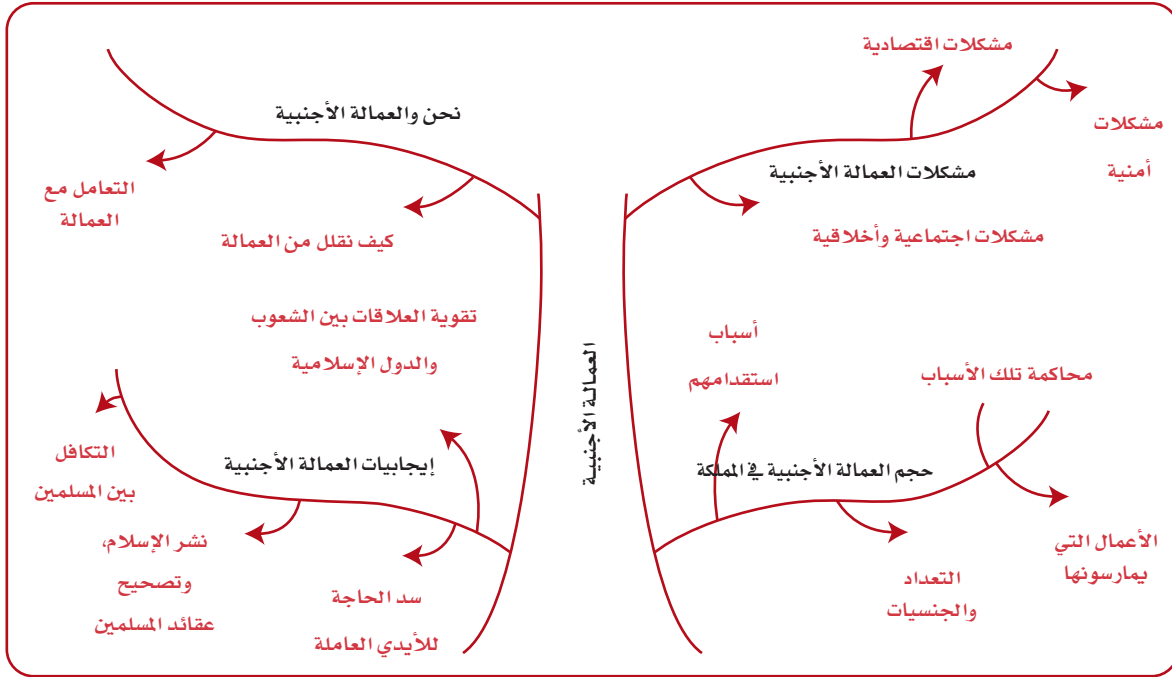 العمالة الأجنبية
حجم العمالة الأجنبية في المملكة
أسباب
استقدامهم
التعداد
والجنسيات
الأعمال التي
يمارسونها
محاكمة تلك الأسباب
مشكلات العمالة الأجنبية
مشكلات اجتماعية وأخلاقية
مشكلات اقتصادية
مشكلات
أمنية
نحن والعمالة الأجنبية
كيف نقلل من العمالة
التعامل مع
العمالة
إيجابيات العمالة الأجنبية
تقوية العلاقات بين الشعوب
والدول الإسلامية
سد الحاجة
للأيدي العاملة
نشر الإسلام،
وتصحيح
عقائد المسلمين
التكافل
بين المسلمين